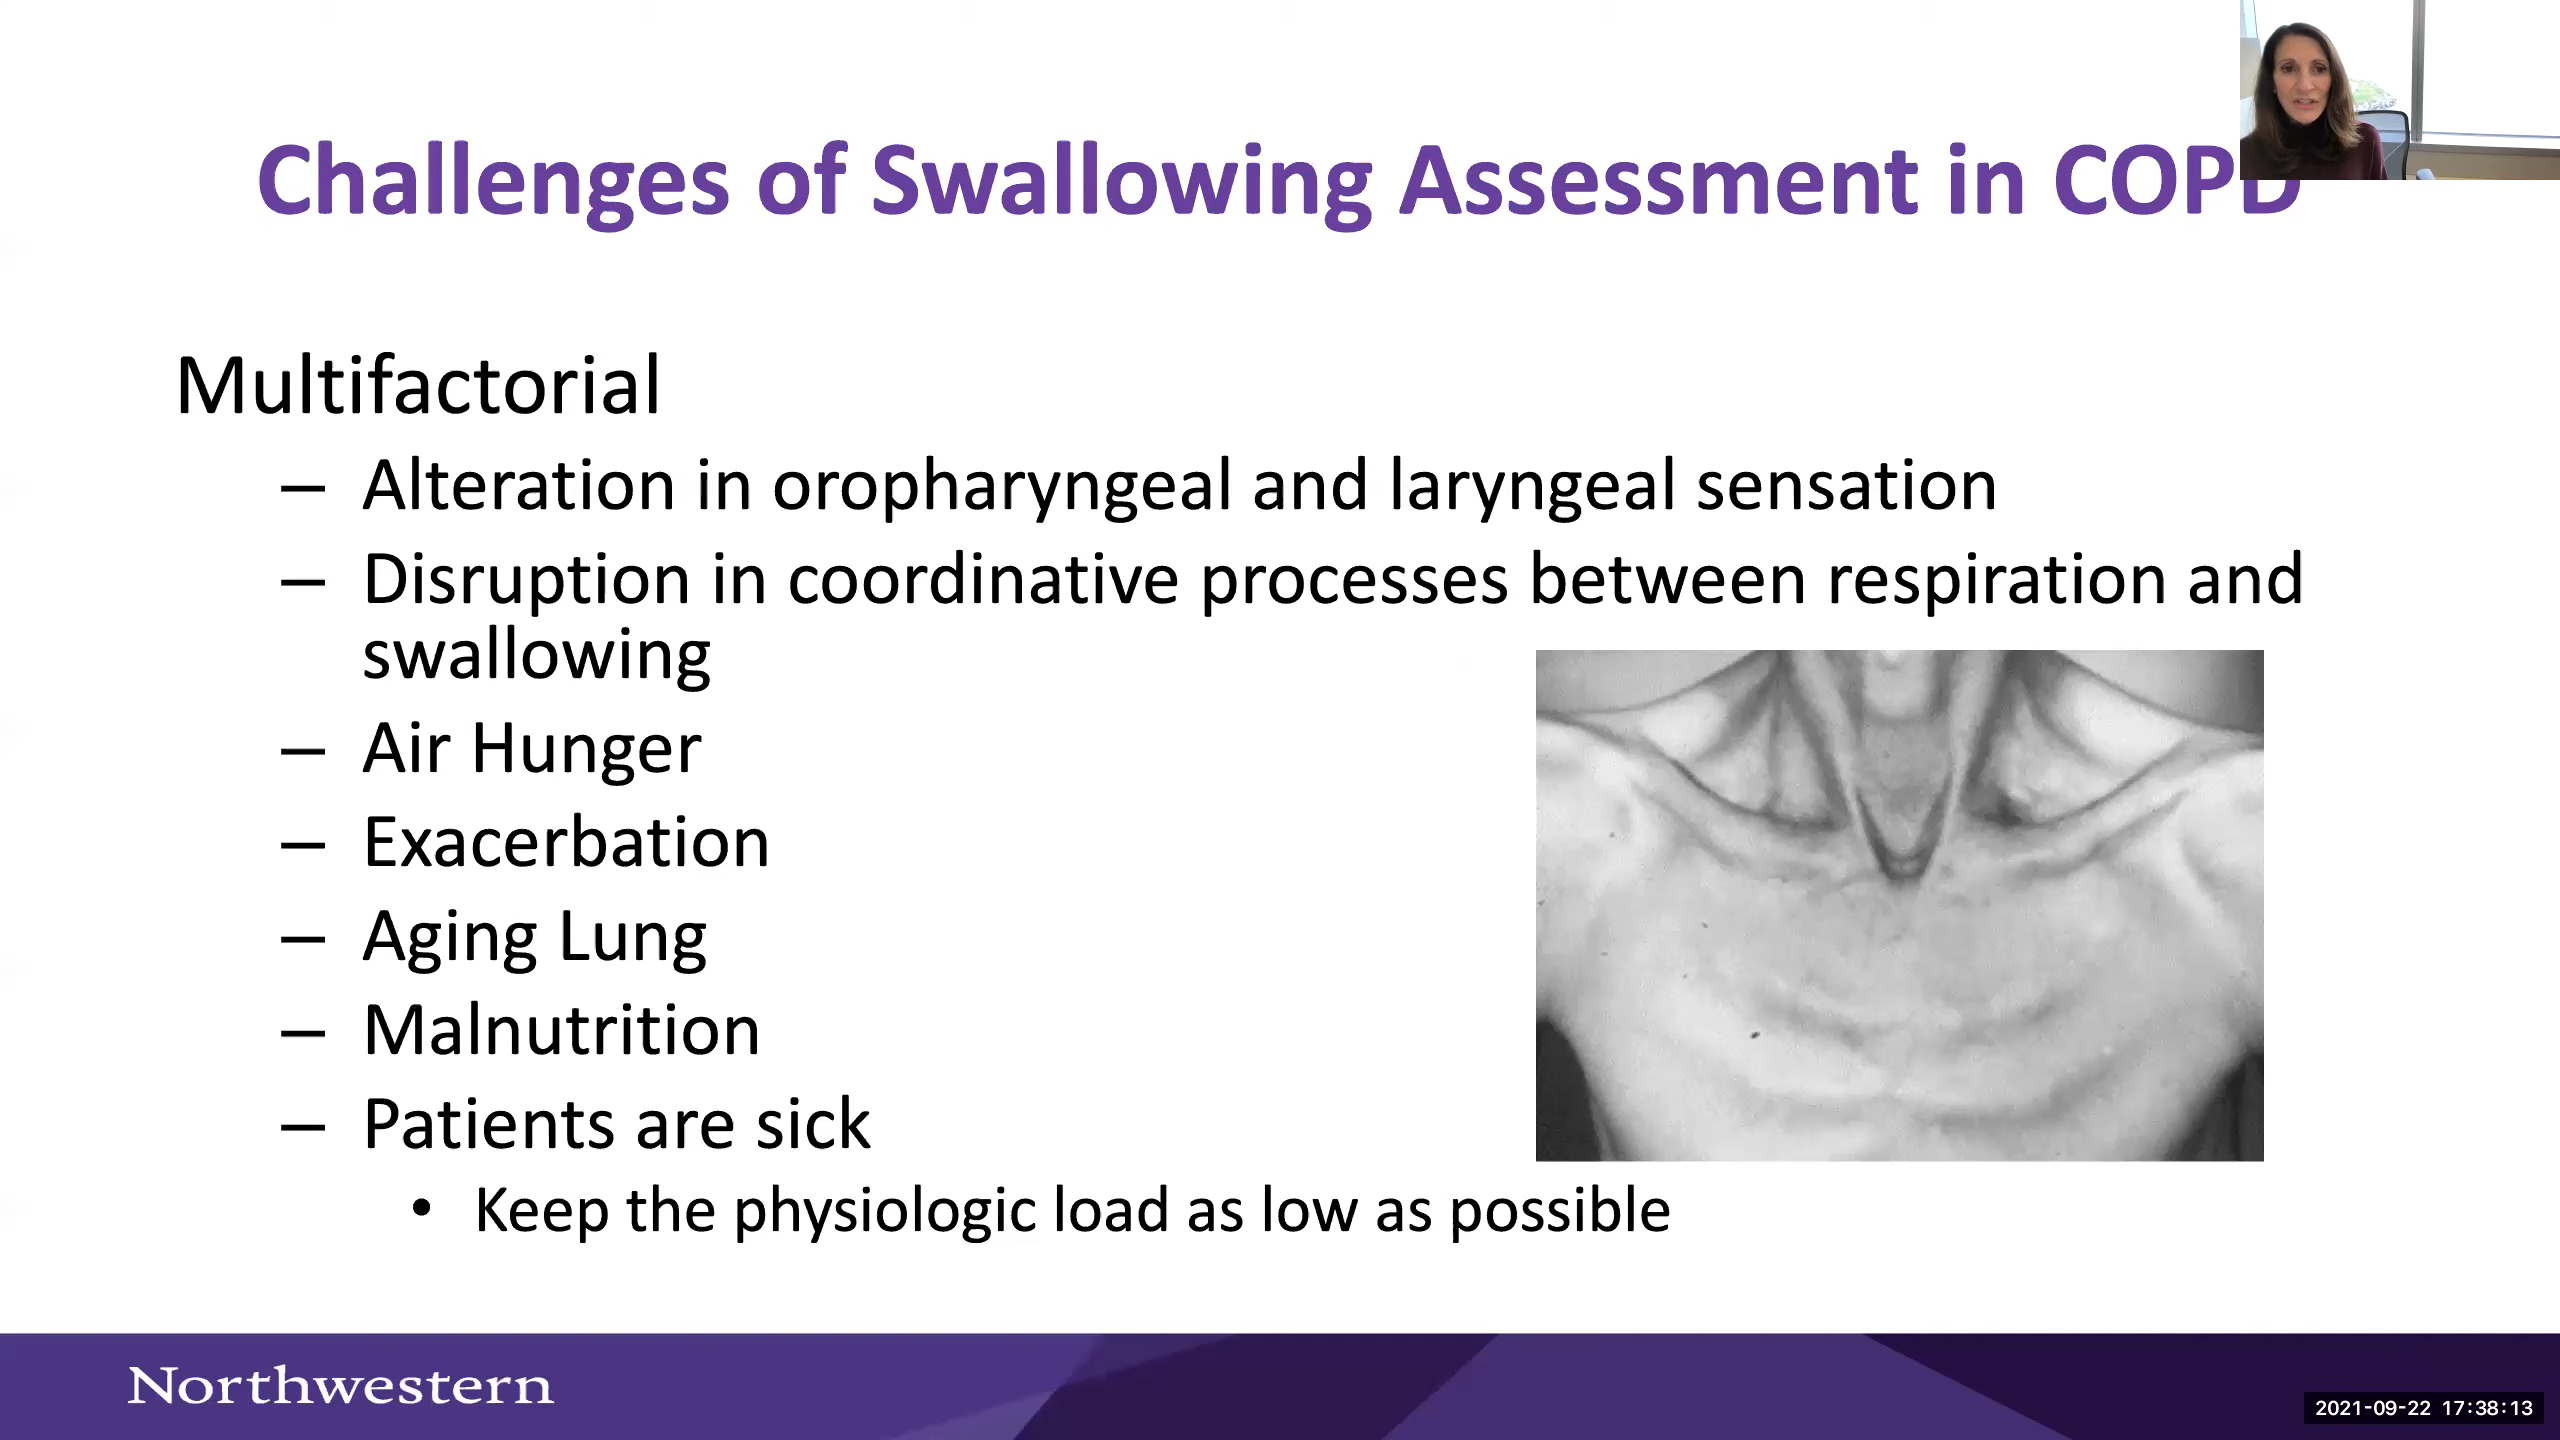 Challenges of Swallowing Assessment in COPD
Multifactorial
– Alteration in oropharyngeal and laryngeal sensation
– Disruption in coordinative processes between respiration and
swallowing
– Air Hunger
– Exacerbation
– Aging Lung
– Malnutrition
– Patients are sick
• Keep the physiologic load as low as possible
Northwestern
2021-09-22 17:38:13